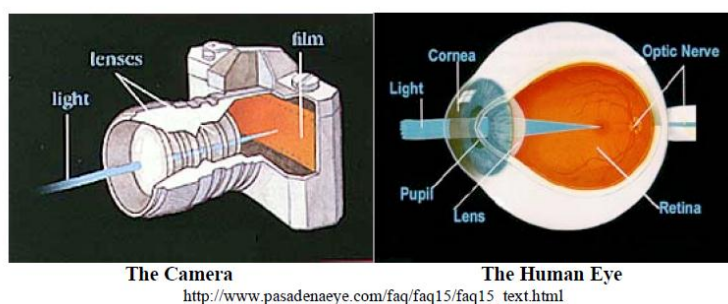 film
lenses
light
Optic Nerve
Cornea
Light
Pupil
Lens
Retina
The Camera
The Human Eye
http://www.pasadenaeye.com/faq/faq15/faq15_text.html